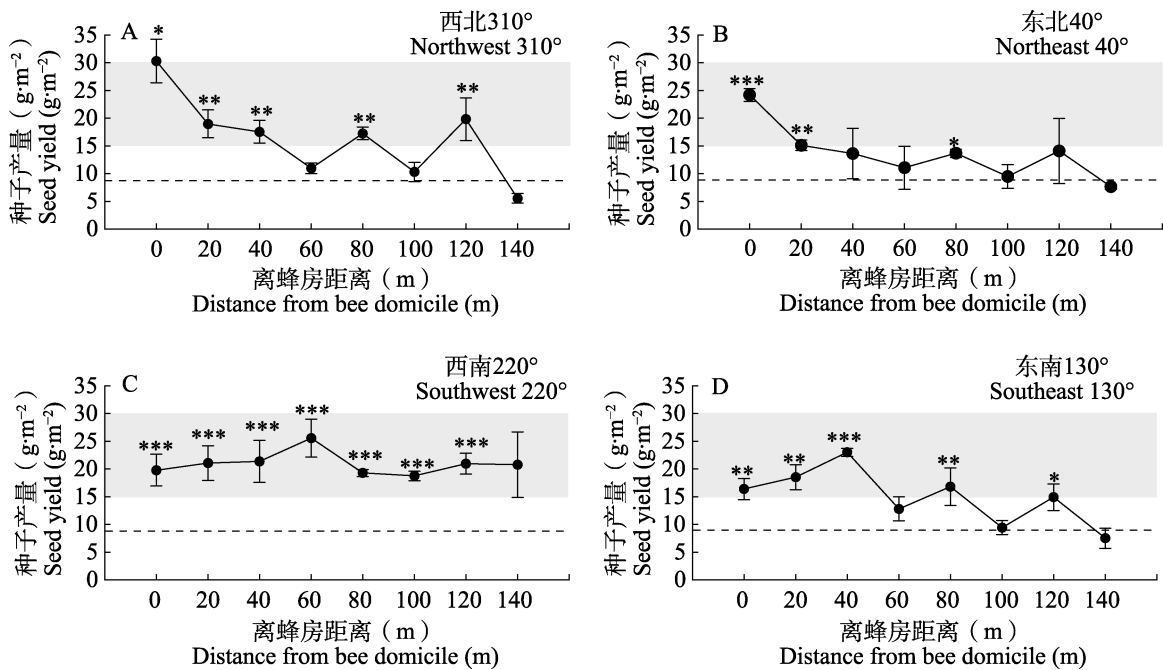 A
西北310°
Northwest 310°
种子产量（g·m⁻²）
Seed yield (g·m⁻²)
35
30
25
20
15
10
5
0
*
**
**
**
**
0 20 40 60 80 100 120 140
离蜂房距离（m）
Distance from bee domicile (m)
B
东北40°
Northeast 40°
种子产量（g·m⁻²）
Seed yield (g·m⁻²)
35
30
25
20
15
10
5
0
***
**
*
0 20 40 60 80 100 120 140
离蜂房距离（m）
Distance from bee domicile (m)
C
西南220°
Southwest 220°
种子产量（g·m⁻²）
Seed yield (g·m⁻²)
35
30
25
20
15
10
5
0
***
***
***
***
***
***
***
0 20 40 60 80 100 120 140
离蜂房距离（m）
Distance from bee domicile (m)
D
东南130°
Southeast 130°
种子产量（g·m⁻²）
Seed yield (g·m⁻²)
35
30
25
20
15
10
5
0
**
**
***
**
*
0 20 40 60 80 100 120 140
离蜂房距离（m）
Distance from bee domicile (m)